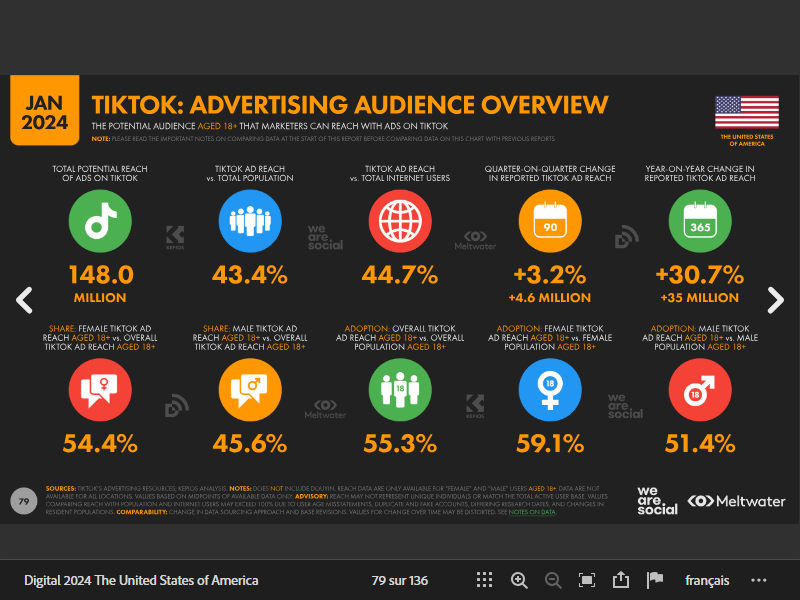 JAN
2024
TIKTOK: ADVERTISING AUDIENCE OVERVIEW
THE POTENTIAL AUDIENCE AGED 18+ THAT MARKETERS CAN REACH WITH ADS ON TIKTOK
NOTE: PLEASE READ THE IMPORTANT NOTES ON COMPARING DATA AT THE START OF THIS REPORT BEFORE COMPARING DATA ON THIS CHART WITH PREVIOUS REPORTS
THE UNITED STATES
OF AMERICA
TOTAL POTENTIAL REACH
OF ADS ON TIKTOK
148.0
MILLION
TIKTOK AD REACH
vs. TOTAL POPULATION
43.4%
TIKTOK AD REACH
vs. TOTAL INTERNET USERS
44.7%
QUARTER-ON-QUARTER CHANGE
IN REPORTED TIKTOK AD REACH
90
+3.2%
+4.6 MILLION
YEAR-ON-YEAR CHANGE IN
REPORTED TIKTOK AD REACH
365
+30.7%
+35 MILLION
KEPIOS
we
are.
social
Meltwater
SHARE: FEMALE TIKTOK AD
REACH AGED 18+ vs. OVERALL
TIKTOK AD REACH AGED 18+
54.4%
SHARE: MALE TIKTOK AD
REACH AGED 18+ vs. OVERALL
TIKTOK AD REACH AGED 18+
45.6%
ADOPTION: OVERALL TIKTOK
AD REACH AGED 18+ vs. OVERALL
POPULATION AGED 18+
18
55.3%
ADOPTION: FEMALE TIKTOK
AD REACH AGED 18+ vs. FEMALE
POPULATION AGED 18+
18
59.1%
ADOPTION: MALE TIKTOK
AD REACH AGED 18+ vs. MALE
POPULATION AGED 18+
18
51.4%
Meltwater
KEPIOS
we
are.
social
79
SOURCES: TIKTOK'S ADVERTISING RESOURCES; KEPIOS ANALYSIS. NOTES: DOES NOT INCLUDE DOUYIN. REACH DATA ARE ONLY AVAILABLE FOR "FEMALE" AND "MALE" USERS AGED 18+. DATA ARE NOT
AVAILABLE FOR ALL LOCATIONS. VALUES BASED ON MIDPOINTS OF AVAILABLE DATA ONLY. ADVISORY: REACH MAY NOT REPRESENT UNIQUE INDIVIDUALS OR MATCH THE TOTAL ACTIVE USER BASE. VALUES
COMPARING REACH WITH POPULATION AND INTERNET USERS MAY EXCEED 100% DUE TO USER AGE MISSTATEMENTS, DUPLICATE AND FAKE ACCOUNTS, DIFFERING RESEARCH DATES, AND CHANGES IN
RESIDENT POPULATIONS. COMPARABILITY: CHANGE IN DATA SOURCING APPROACH AND BASE REVISIONS. VALUES FOR CHANGE OVER TIME MAY BE DISTORTED. SEE NOTES ON DATA.
we
are.
social
Meltwater
Digital 2024 The United States of America
79 sur 136
français